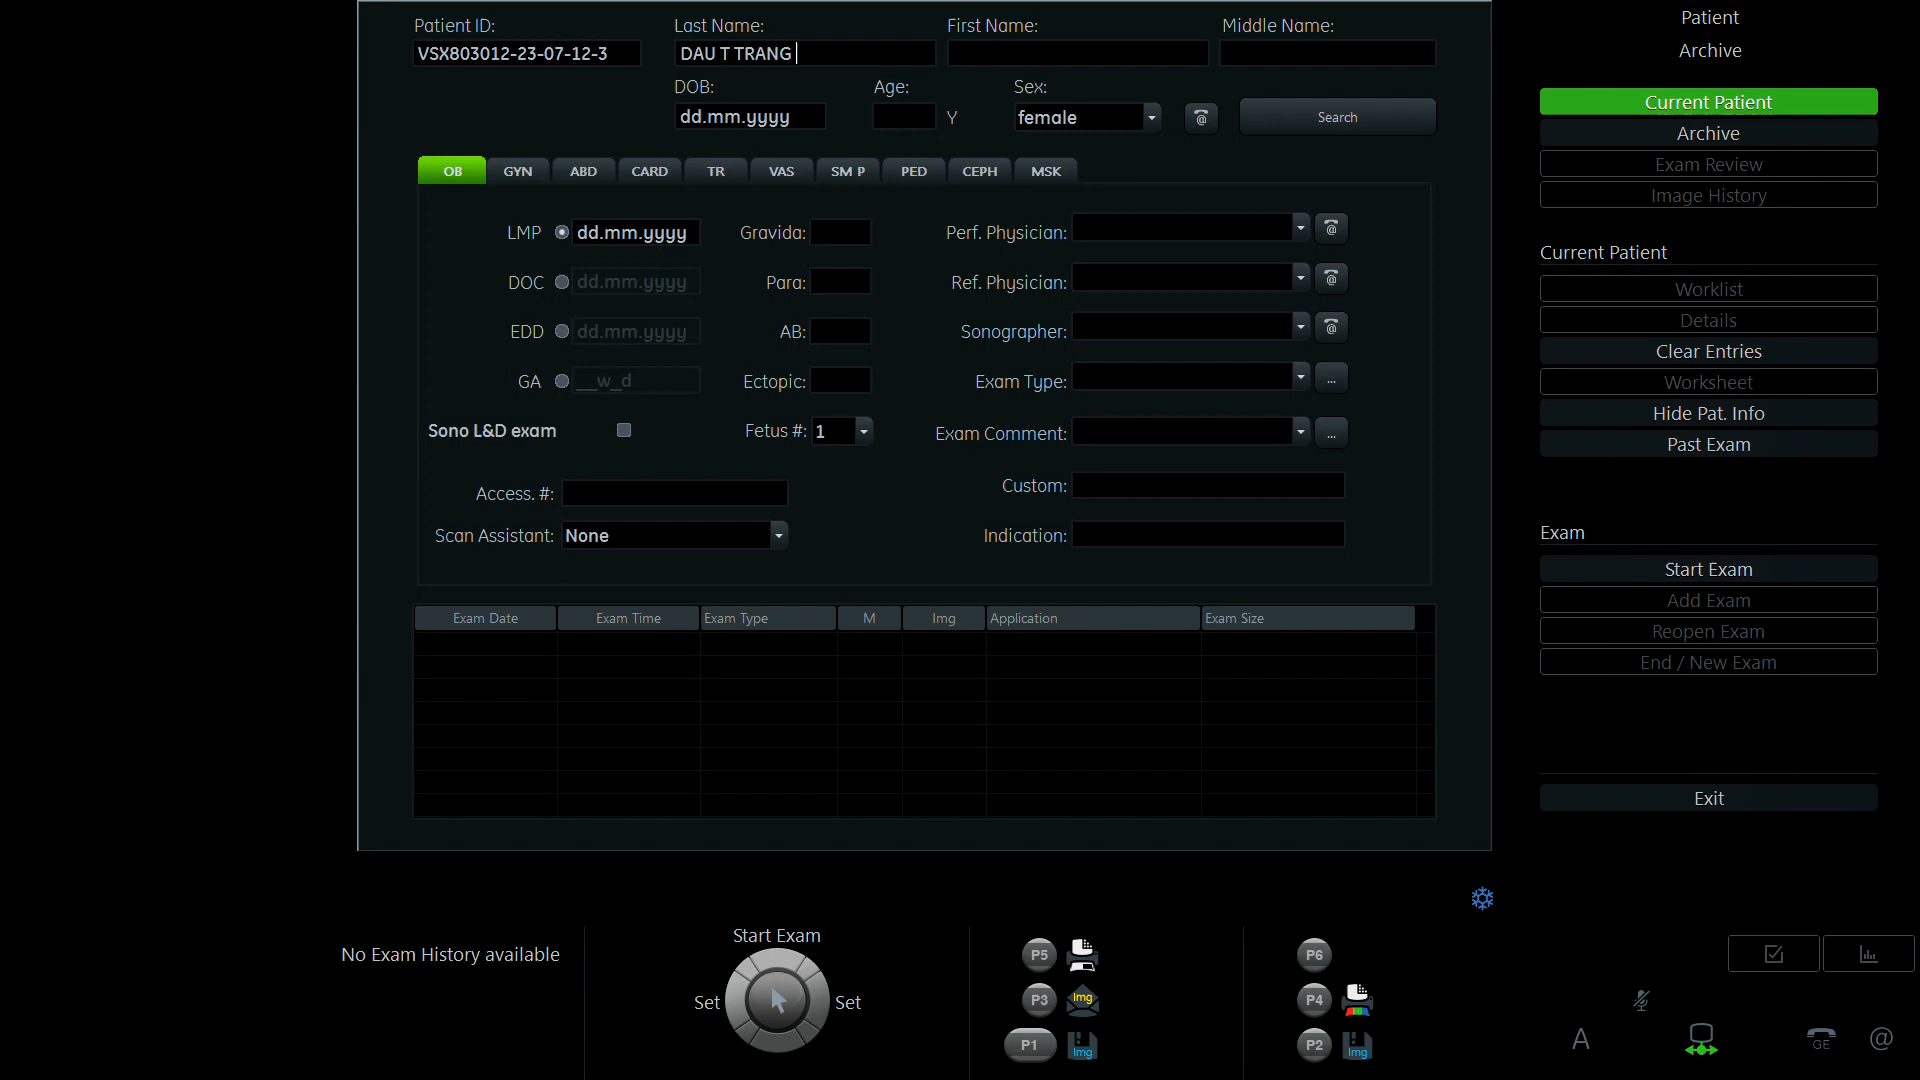 Patient ID: Last Name: First Name: Middle Name:
VSX803012-23-07-12-3 DAU T TRANG
DOB: Age: Sex:
dd.mm.yyyy Y female @ Search
OB GYN ABD CARD TR VAS SM P PED CEPH MSK
LMP dd.mm.yyyy Gravida: Perf. Physician: @
DOC dd.mm.yyyy Para: Ref. Physician: @
EDD dd.mm.yyyy AB: Sonographer: @
GA __w_d Ectopic: Exam Type: ...
Sono L&D exam Fetus #: 1 Exam Comment: ...
Access. #: Custom:
Scan Assistant: None Indication:
Exam Date Exam Time Exam Type M Img Application Exam Size
Patient
Archive
Current Patient
Archive
Exam Review
Image History
Current Patient
Worklist
Details
Clear Entries
Worksheet
Hide Pat. Info
Past Exam
Exam
Start Exam
Add Exam
Reopen Exam
End / New Exam
Exit
No Exam History available
Start Exam
Set Set
P5
P3 Img
P1 Img
P6
P4
P2 Img
A GE @